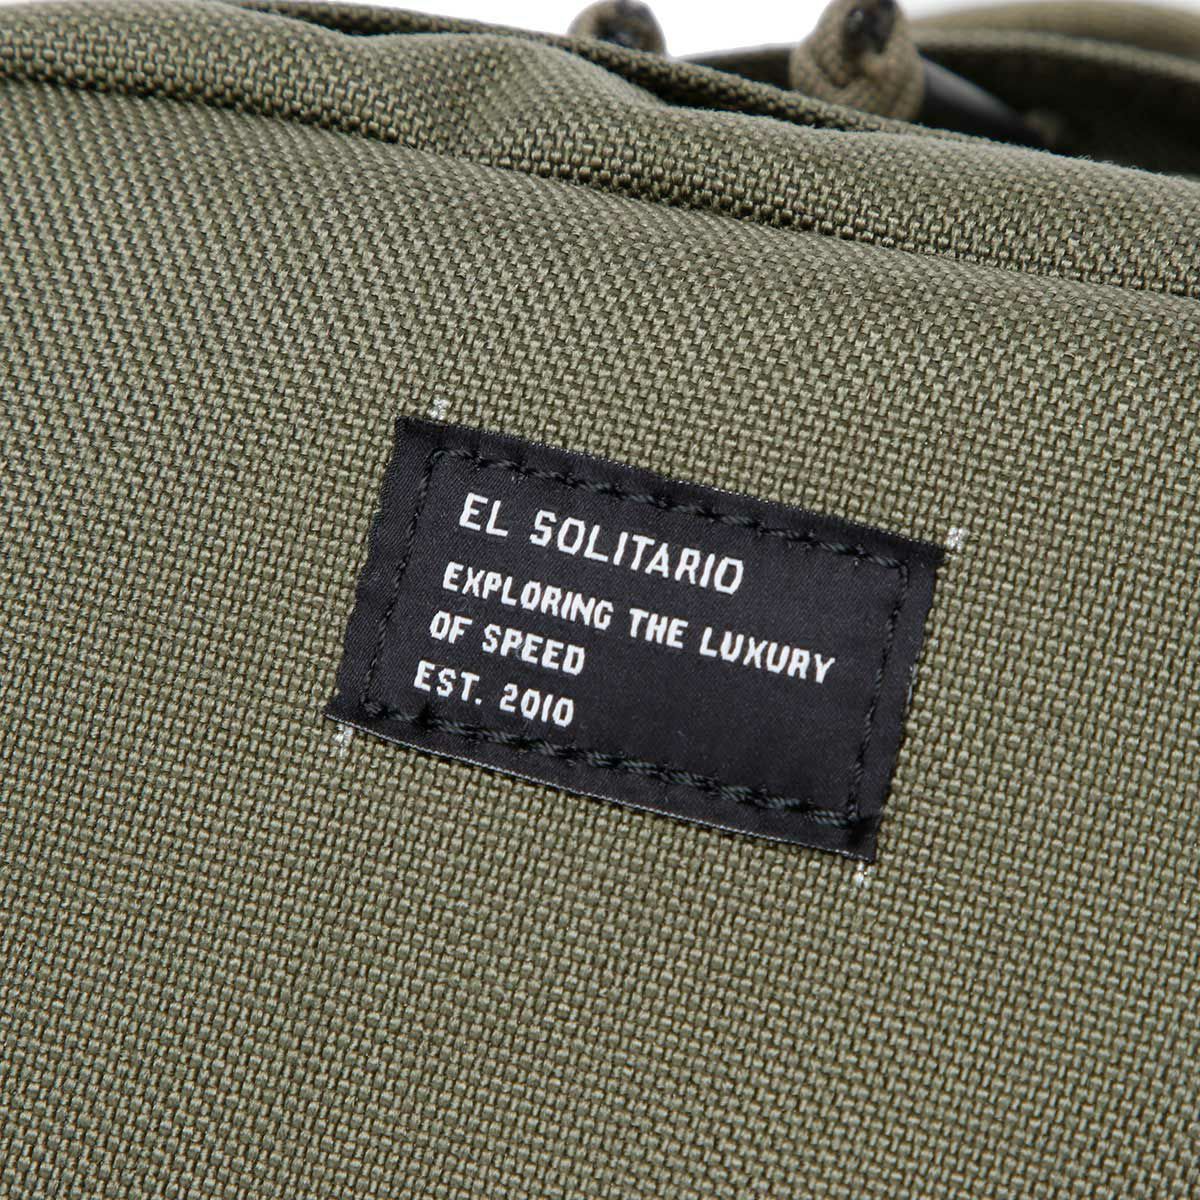 EL SOLITARIO
EXPLORING THE LUXURY
OF SPEED
EST. 2010